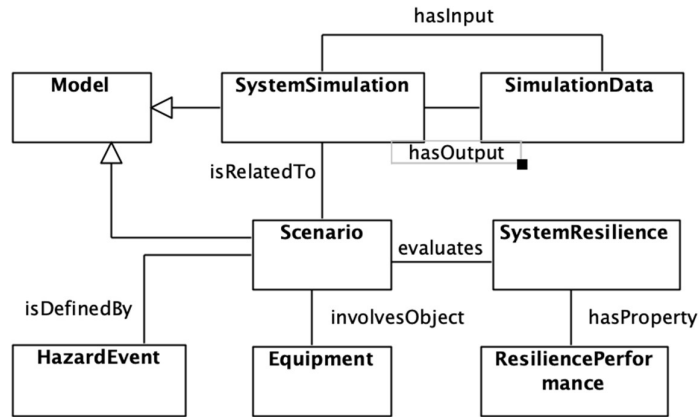 hasInput
Model
SystemSimulation
SimulationData
hasOutput
isRelatedTo
Scenario
SystemResilience
evaluates
isDefinedBy
involvesObject
hasProperty
HazardEvent
Equipment
ResiliencePerfor
mance